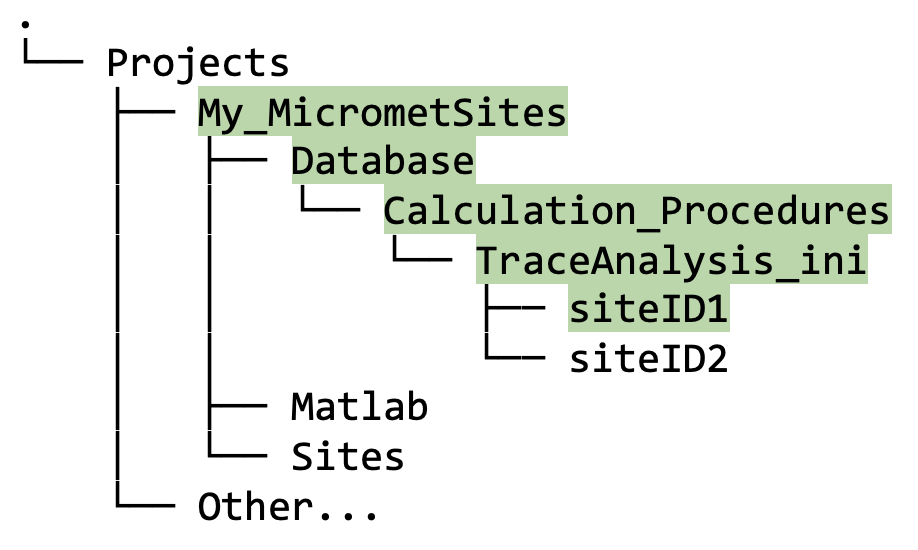 .
└── Projects
    ├── My_MicrometSites
    │   ├── Database
    │   │   └── Calculation_Procedures
    │   │       └── TraceAnalysis_ini
    │   │           ├── siteID1
    │   │           └── siteID2
    │   ├── Matlab
    │   └── Sites
    └── Other...